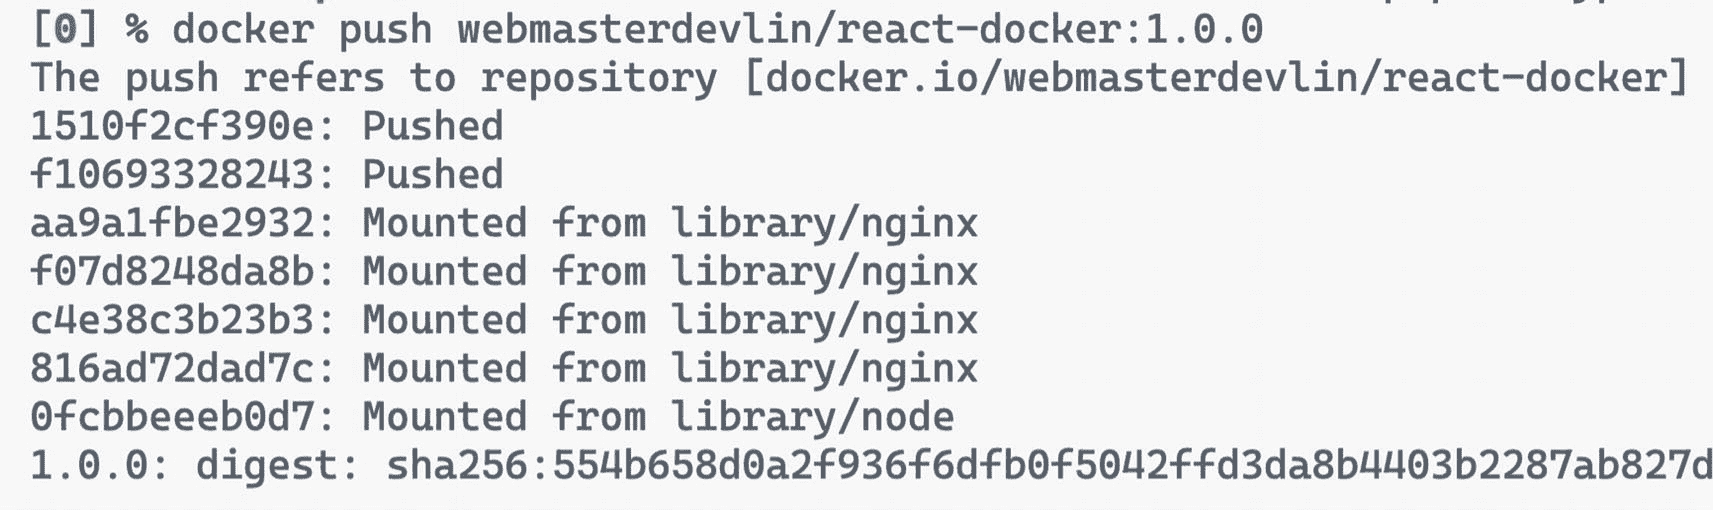 [0] % docker push webmasterdevlin/react-docker:1.0.0
The push refers to repository [docker.io/webmasterdevlin/react-docker]
1510f2cf390e: Pushed
f10693328243: Pushed
aa9a1fbe2932: Mounted from library/nginx
f07d8248da8b: Mounted from library/nginx
c4e38c3b23b3: Mounted from library/nginx
816ad72dad7c: Mounted from library/nginx
0fcbbeeeb0d7: Mounted from library/node
1.0.0: digest: sha256:554b658d0a2f936f6dfb0f5042ffd3da8b4403b2287ab827d